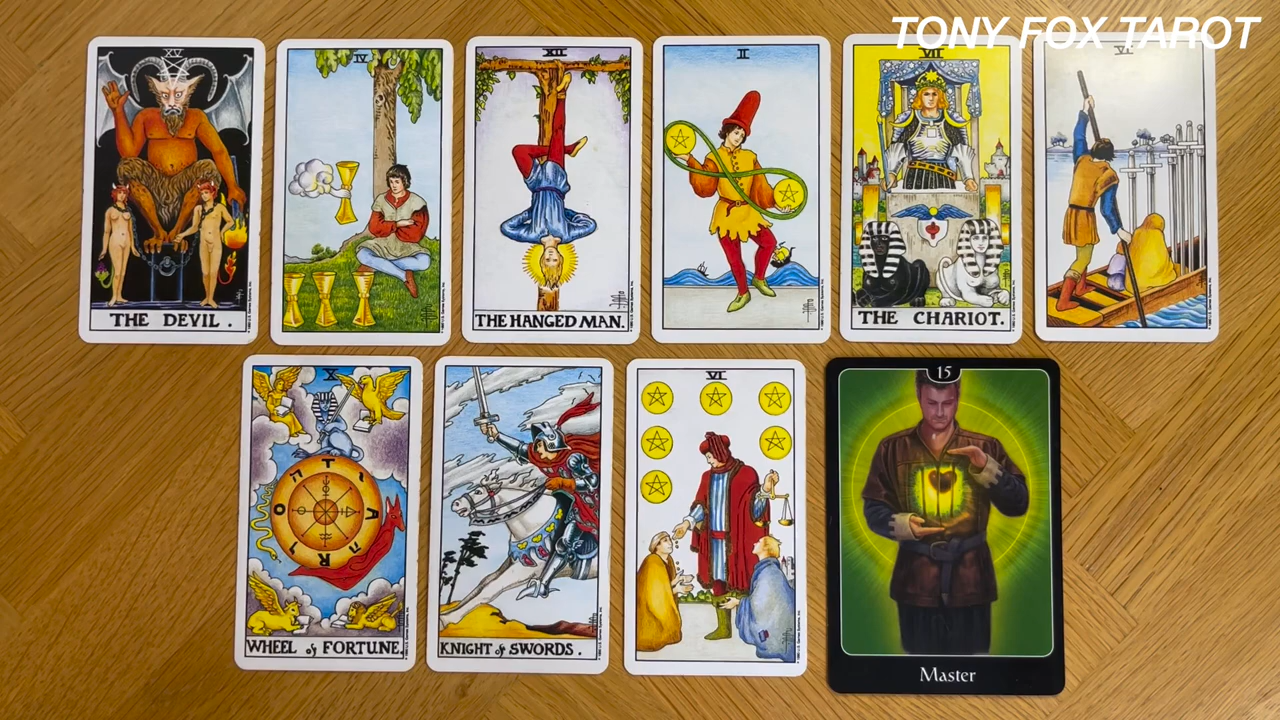 TONY FOX TAROT
XV
IV
XII
II
VII
VI
THE DEVIL .
THE HANGED MAN.
THE CHARIOT.
X
VI
15
T
A
R
O
WHEEL of FORTUNE.
KNIGHT of SWORDS .
Master